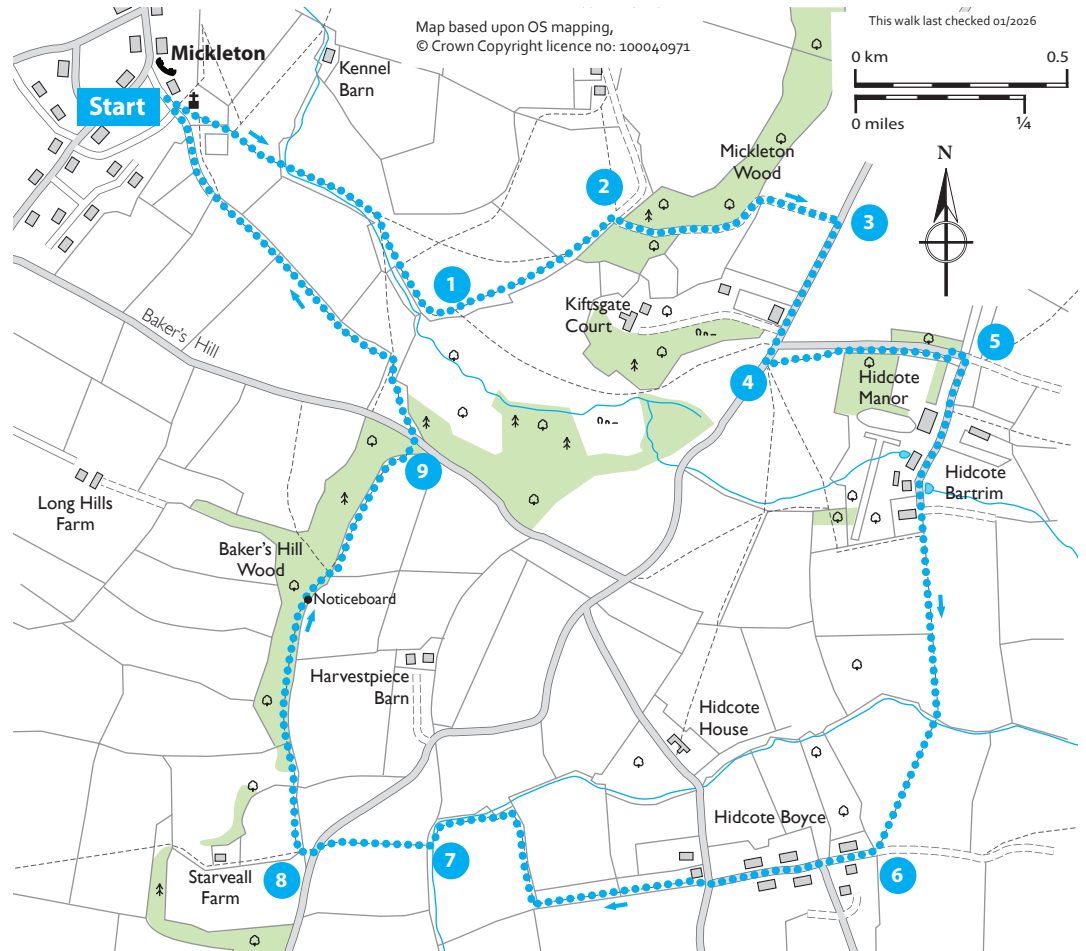 Map based upon OS mapping,
© Crown Copyright licence no: 100040971
This walk last checked 01/2026
0 km
0.5
0 miles
¼
N
Mickleton
Start
Kennel
Barn
Mickleton
Wood
2
3
1
Kiftsgate
Court
Baker's Hill
4
5
Hidcote
Manor
Hidcote
Bartrim
9
Long Hills
Farm
Baker's Hill
Wood
Noticeboard
Harvestpiece
Barn
Hidcote
House
Hidcote Boyce
7
6
Starveall
Farm
8